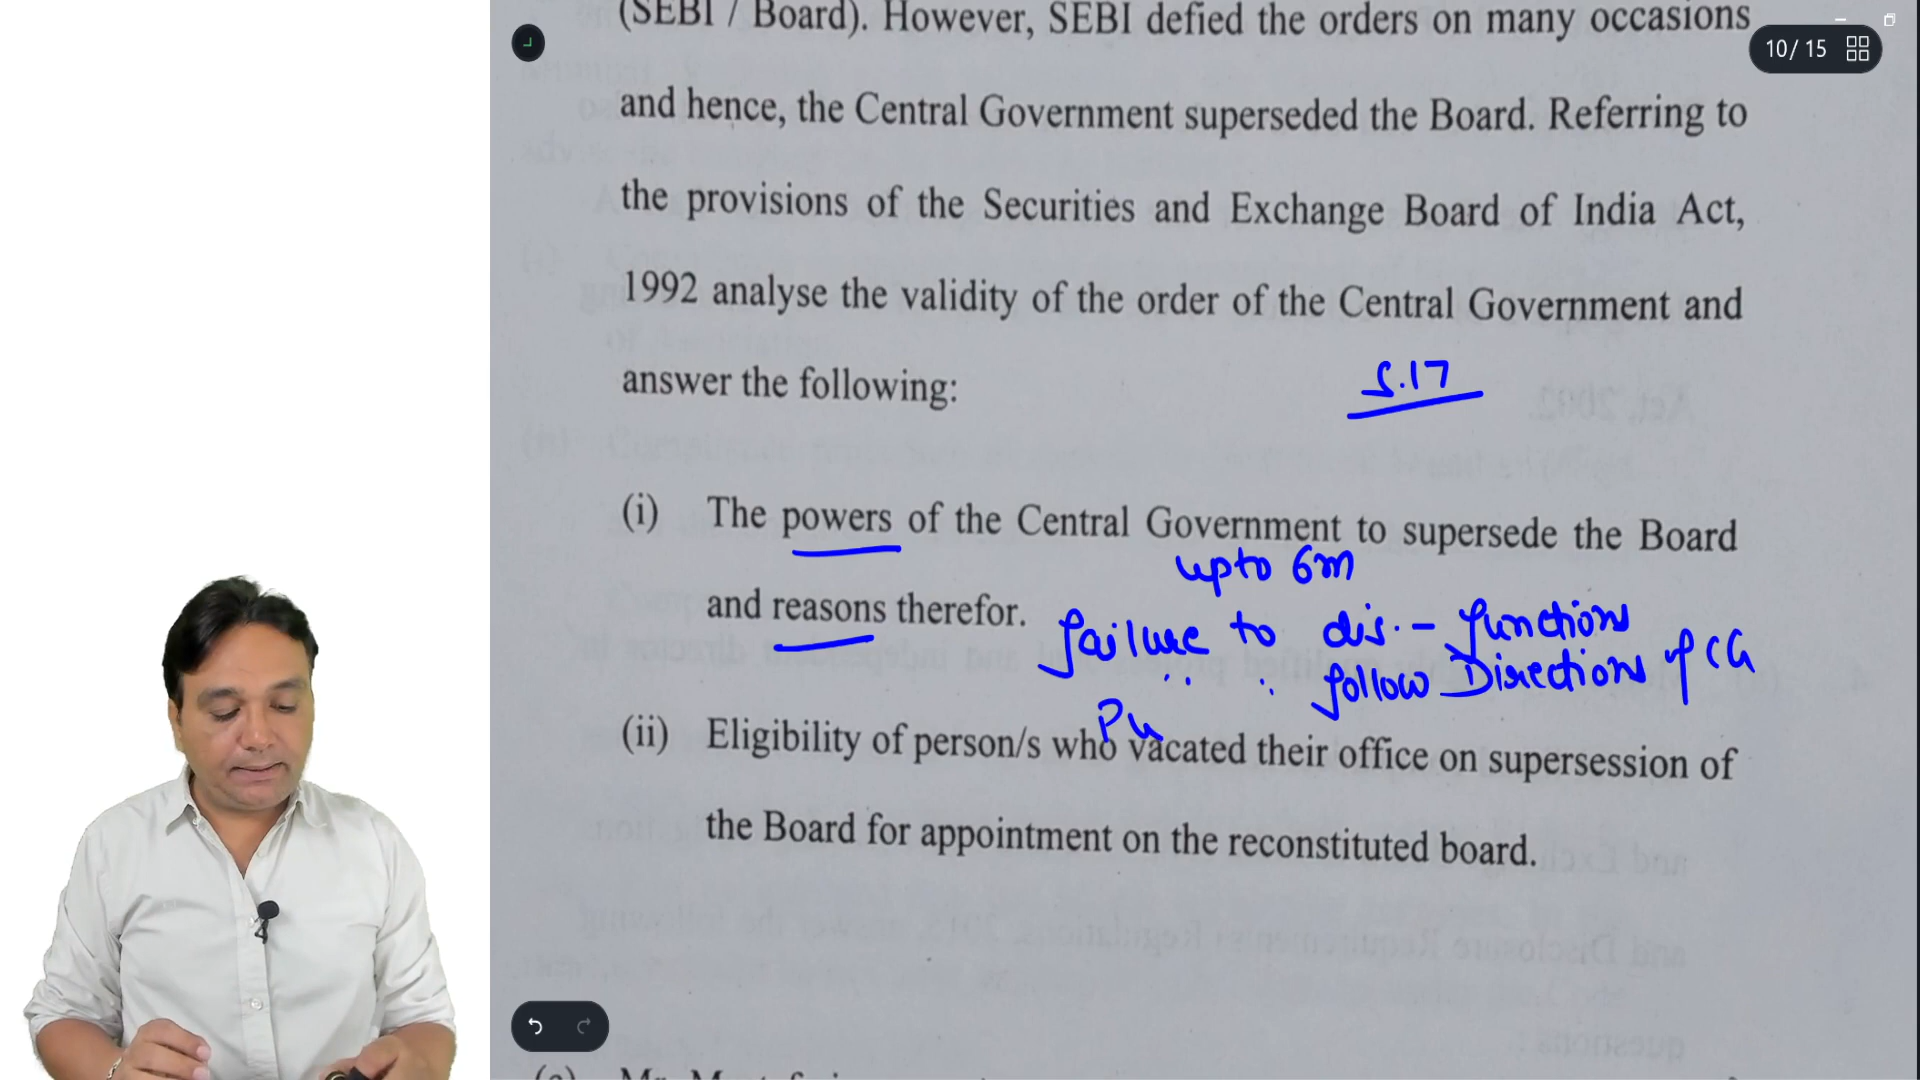 (SEBI / Board). However, SEBI defied the orders on many occasions
10/ 15
and hence, the Central Government superseded the Board. Referring to
the provisions of the Securities and Exchange Board of India Act,
1992 analyse the validity of the order of the Central Government and
answer the following:
S.17
(i) The powers of the Central Government to supersede the Board
upto 6m
and reasons therefor.
failure to dis. - functions
" " follow Directions of CG
Pu
(ii) Eligibility of person/s who vacated their office on supersession of
the Board for appointment on the reconstituted board.